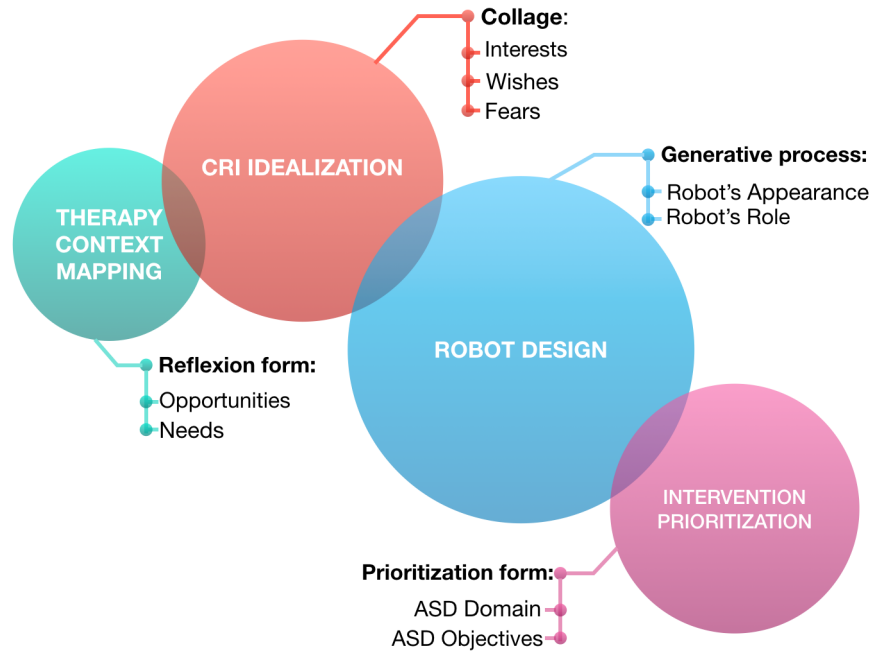 Collage:
Interests
Wishes
Fears
CRI IDEALIZATION
Generative process:
Robot's Appearance
Robot's Role
THERAPY
CONTEXT
MAPPING
ROBOT DESIGN
Reflexion form:
Opportunities
Needs
INTERVENTION
PRIORITIZATION
Prioritization form:
ASD Domain
ASD Objectives